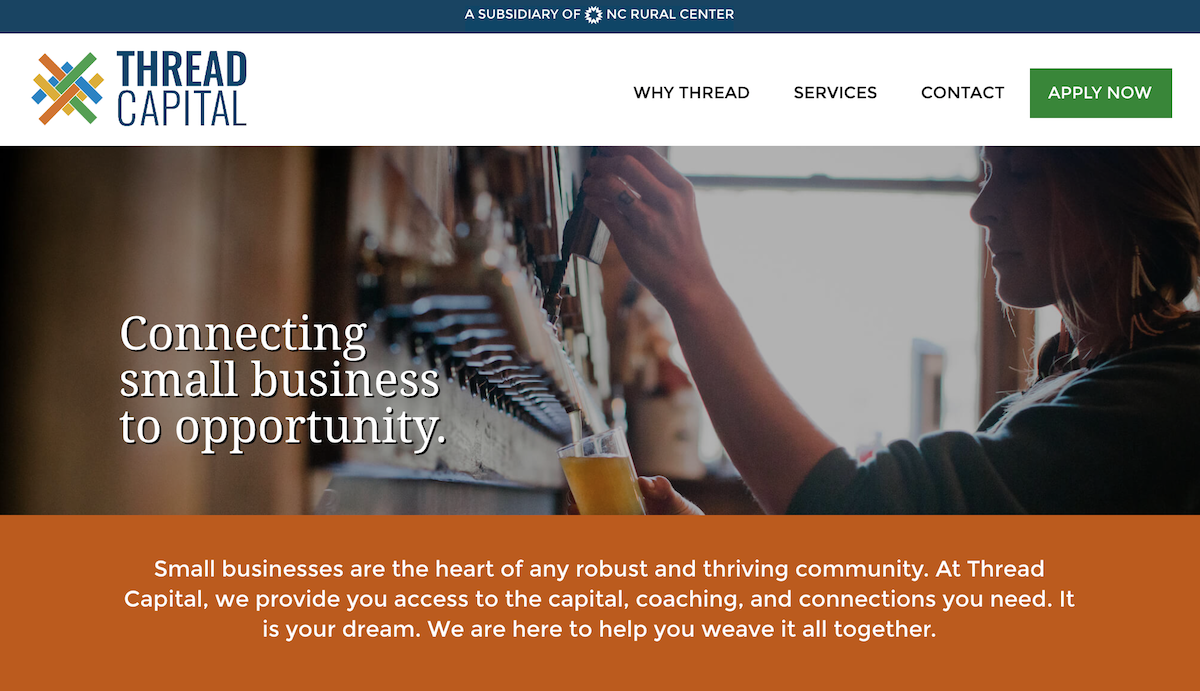 A SUBSIDIARY OF NC RURAL CENTER
THREAD
CAPITAL
WHY THREAD
SERVICES
CONTACT
APPLY NOW
Connecting
small business
to opportunity.
Small businesses are the heart of any robust and thriving community. At Thread
Capital, we provide you access to the capital, coaching, and connections you need. It
is your dream. We are here to help you weave it all together.